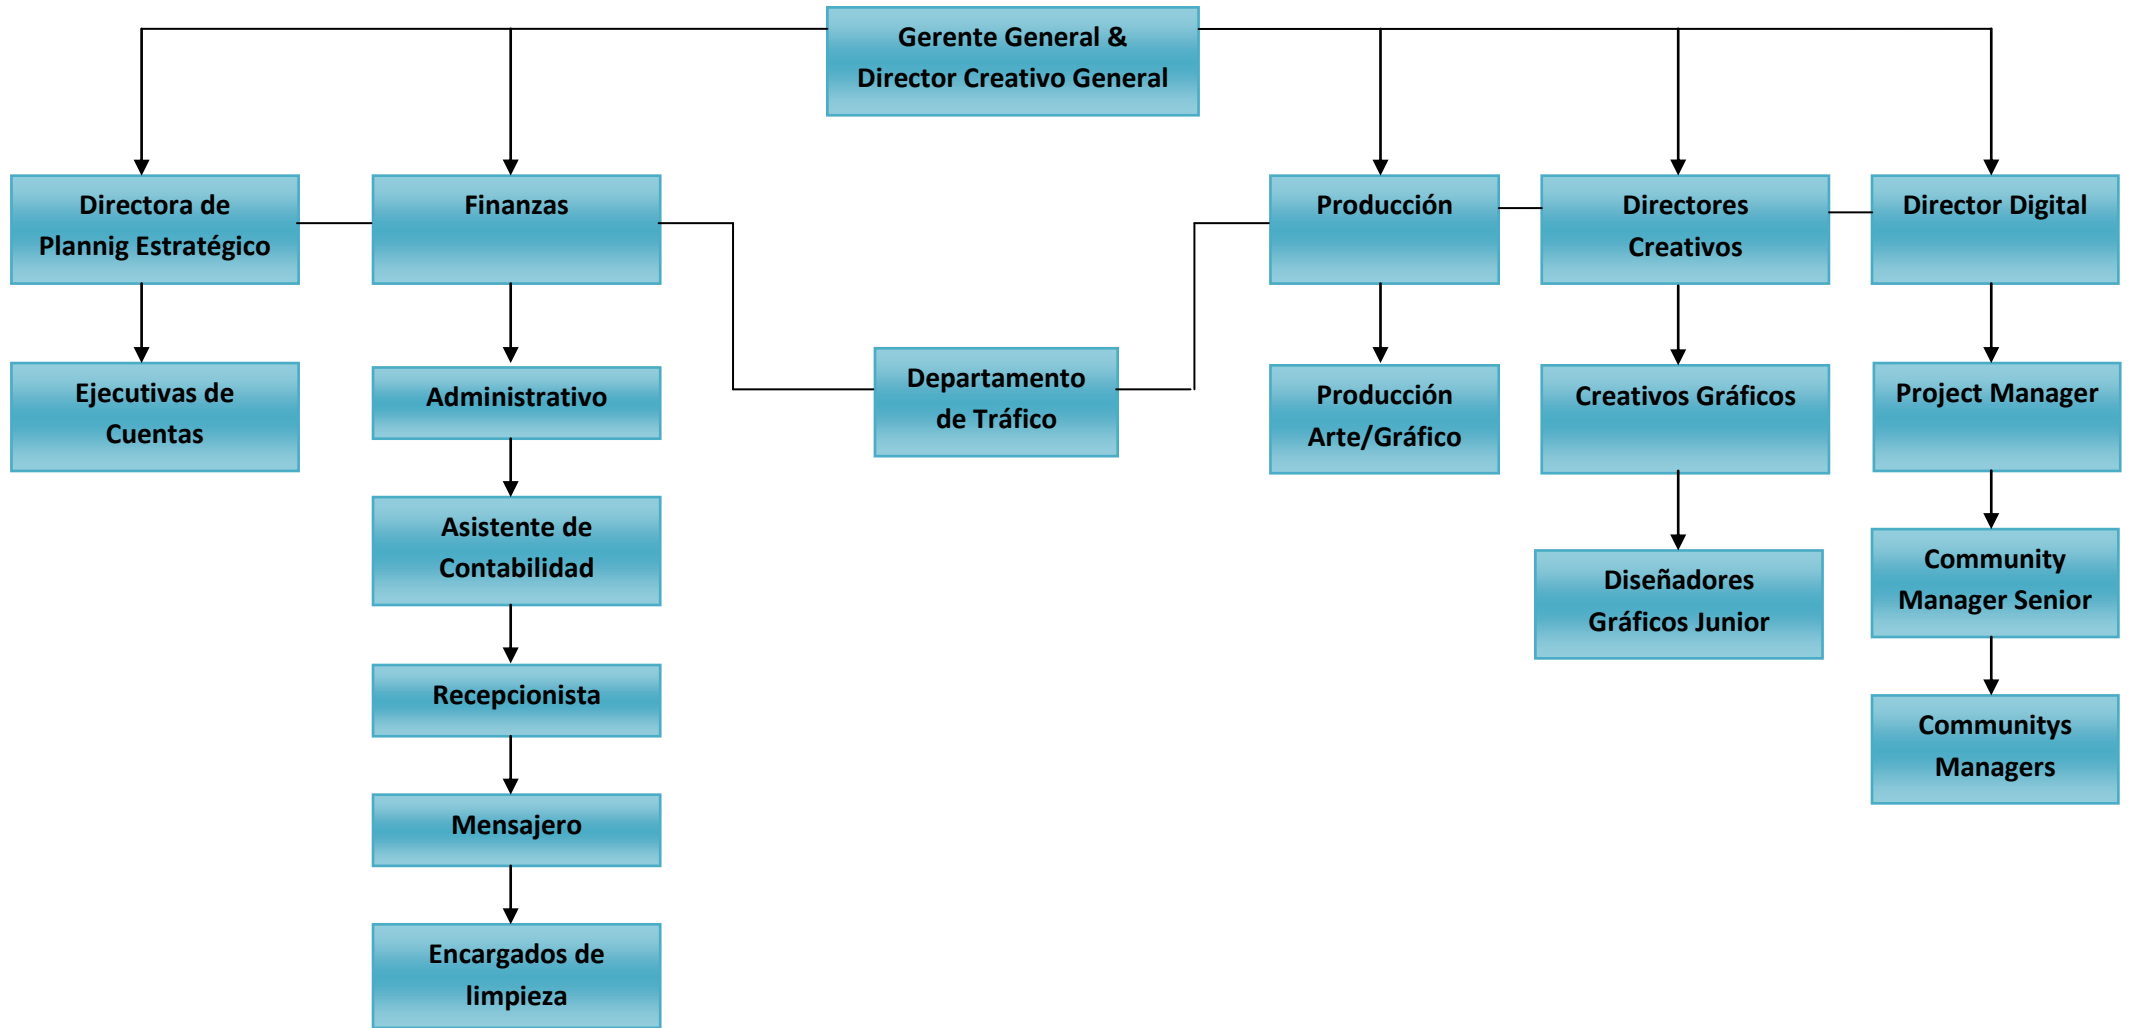 Gerente General &
Director Creativo General
Directora de
Plannig Estratégico
Finanzas
Producción
Directores
Creativos
Director Digital
Ejecutivas de
Cuentas
Administrativo
Departamento
de Tráfico
Producción
Arte/Gráfico
Creativos Gráficos
Project Manager
Asistente de
Contabilidad
Diseñadores
Gráficos Junior
Community
Manager Senior
Recepcionista
Communitys
Managers
Mensajero
Encargados de
limpieza